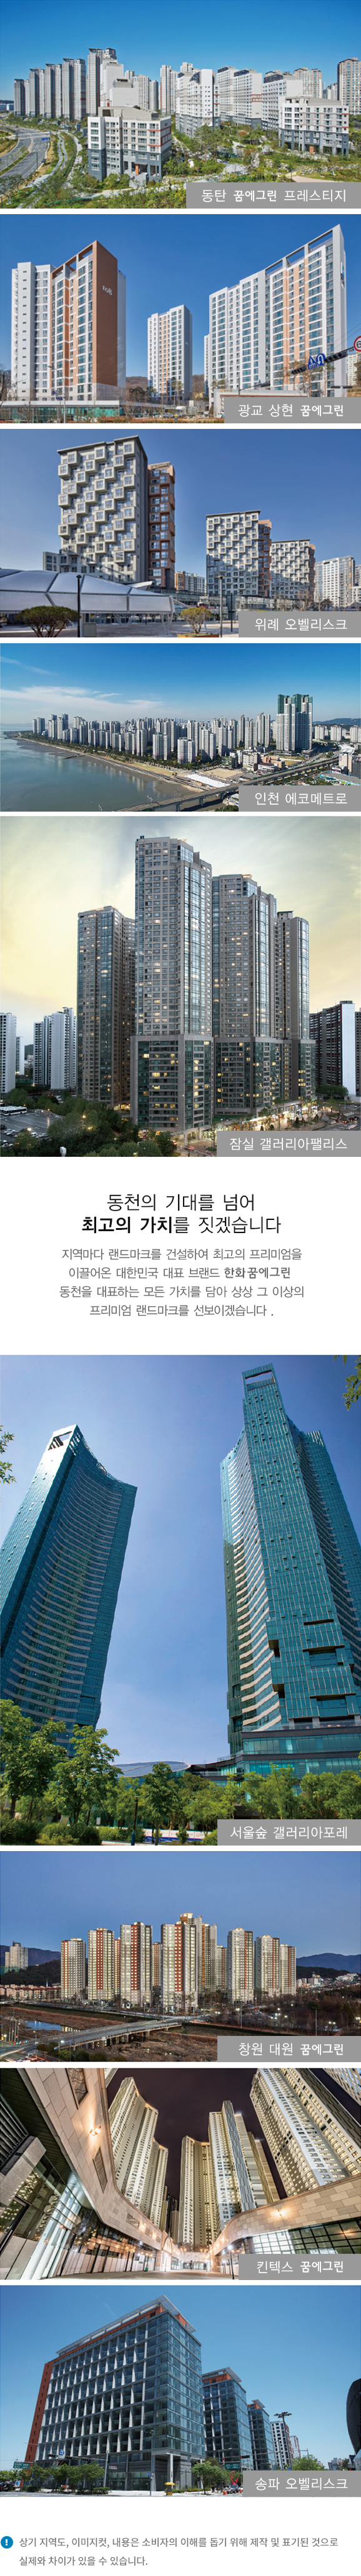 동탄 꿈에그린 프레스티지
광교 상현 꿈에그린
위례 오벨리스크
인천 에코메트로
잠실 갤러리아팰리스
동천의 기대를 넘어
최고의 가치를 짓겠습니다
지역마다 랜드마크를 건설하여 최고의 프리미엄을
이끌어온 대한민국 대표 브랜드 한화꿈에그린
동천을 대표하는 모든 가치를 담아 상상 그 이상의
프리미엄 랜드마크를 선보이겠습니다 .
서울숲 갤러리아포레
창원 대원 꿈에그린
킨텍스 꿈에그린
송파 오벨리스크
상기 지역도, 이미지컷, 내용은 소비자의 이해를 돕기 위해 제작 및 표기된 것으로
실제와 차이가 있을 수 있습니다.